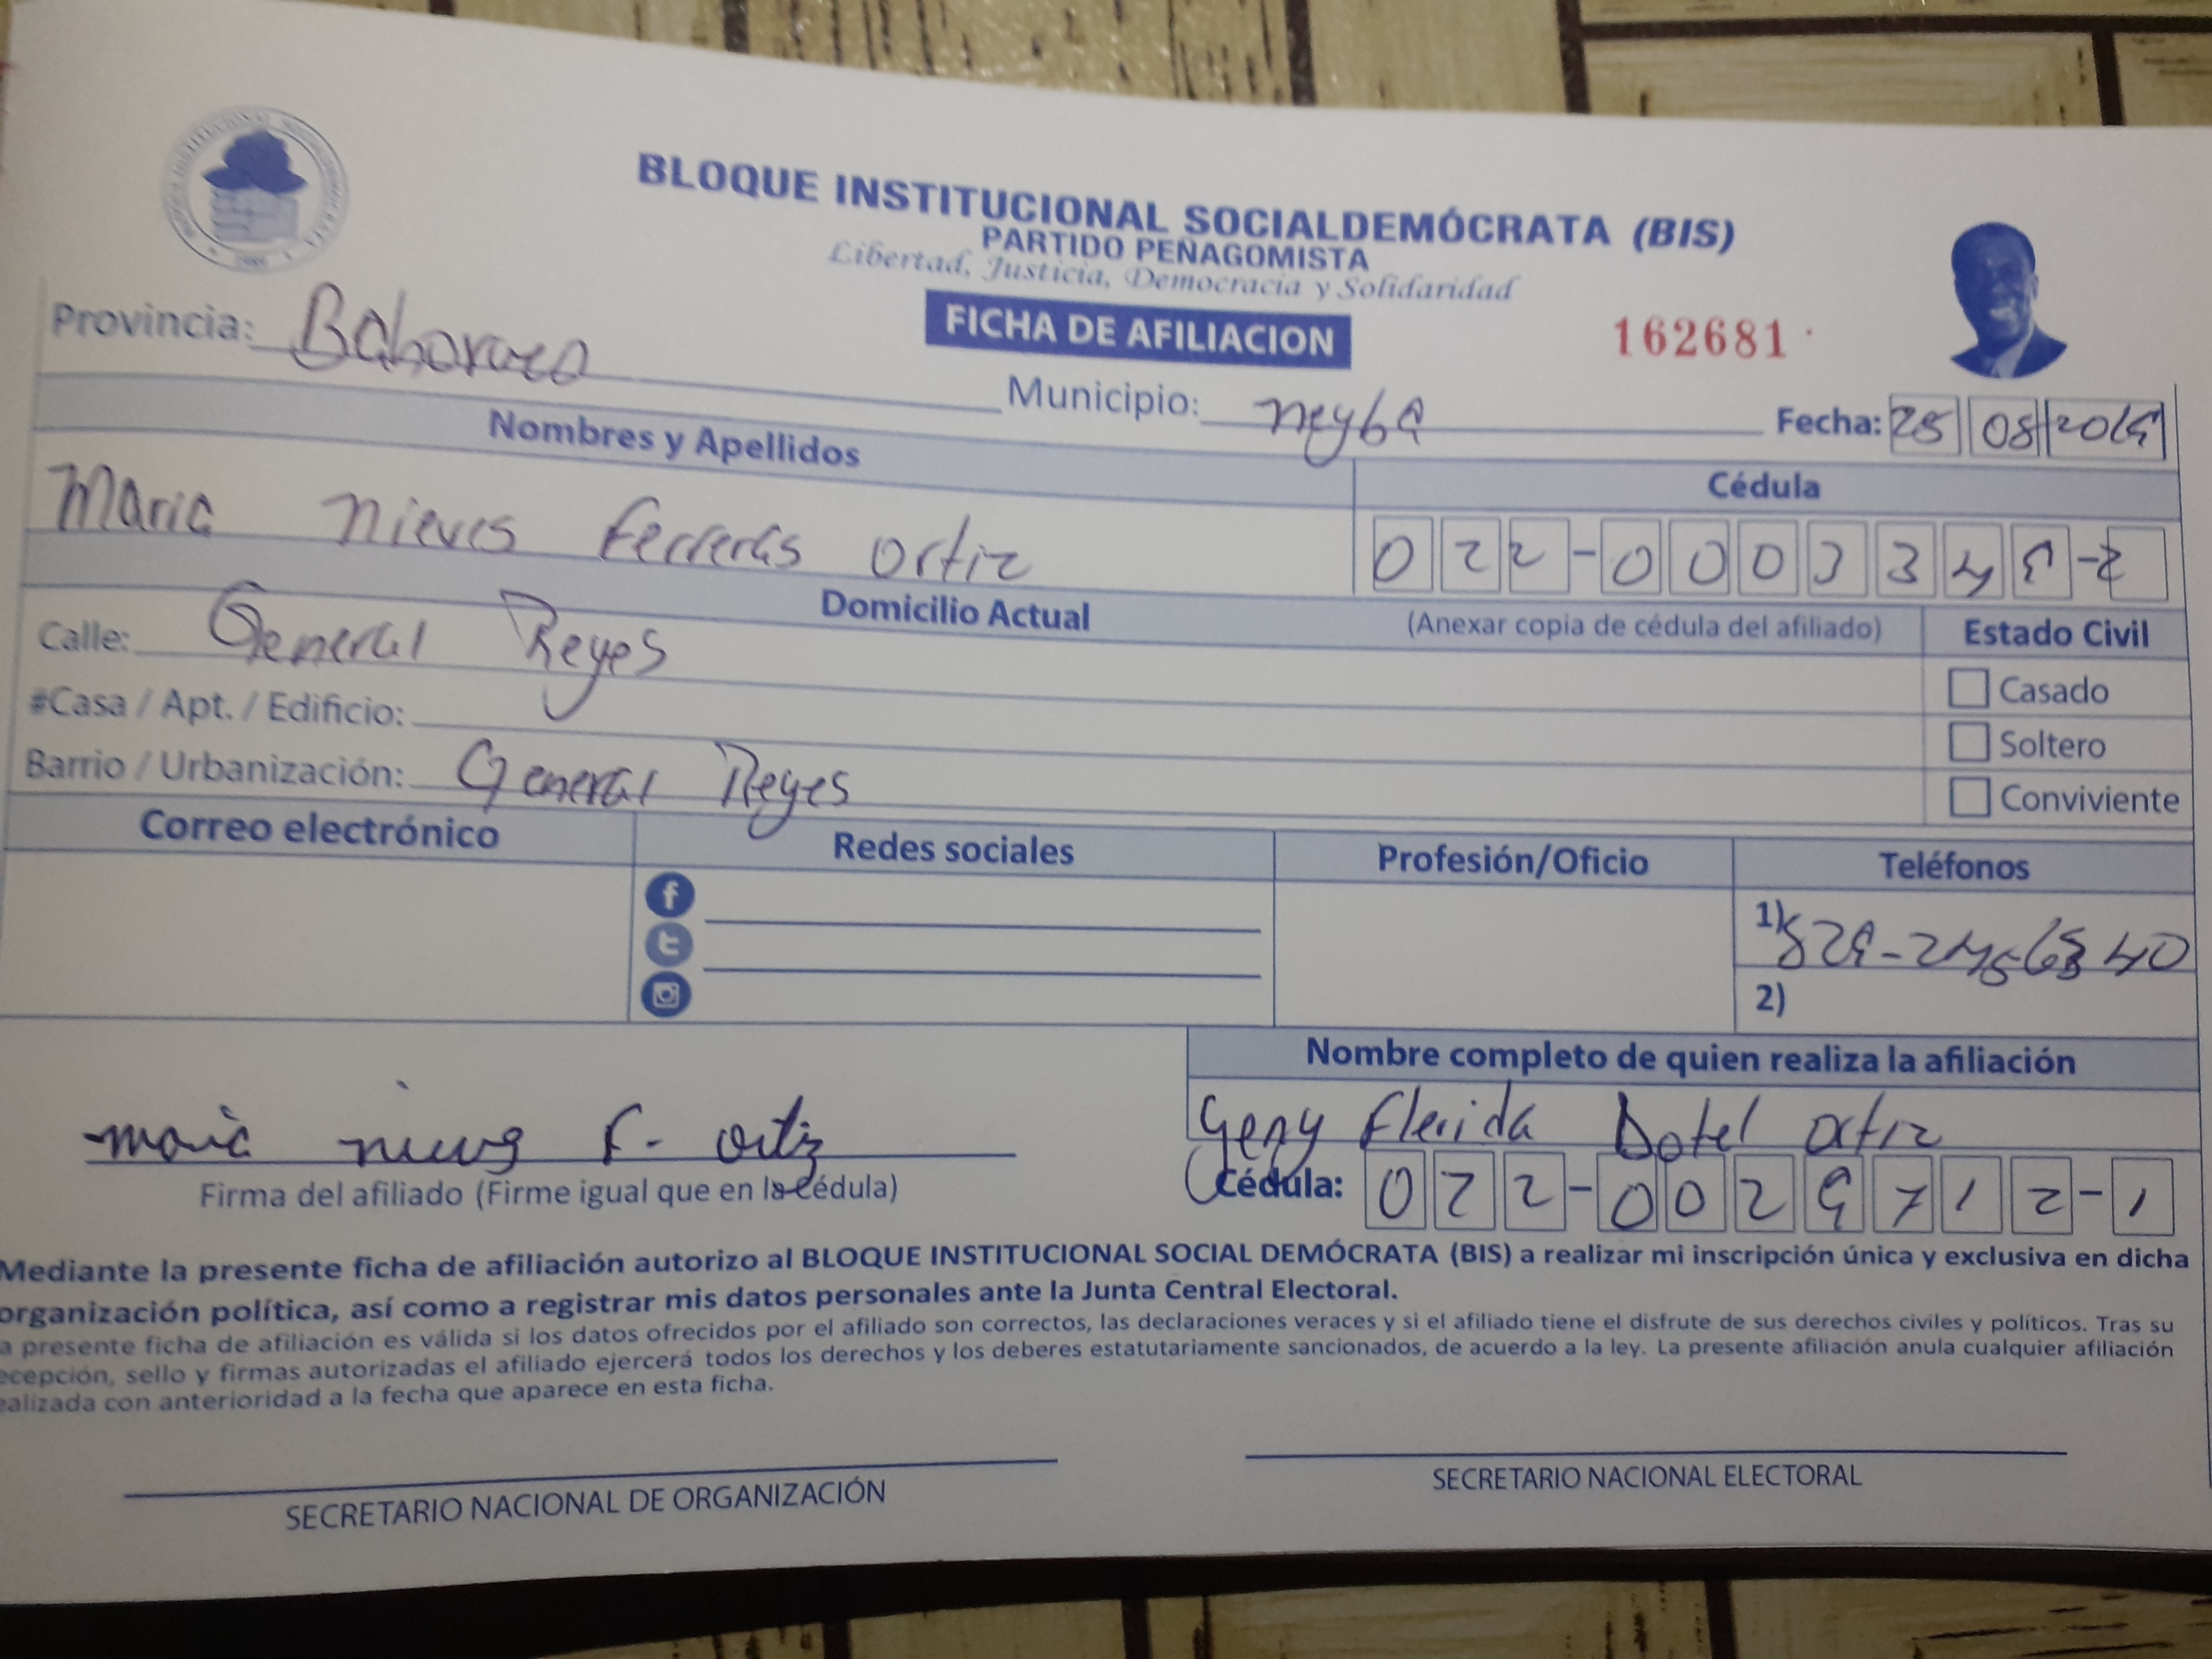 BLOQUE INSTITUCIONAL SOCIALDEMÓCRATA (BIS)
PARTIDO PEÑAGOMISTA
Libertad, Justicia, Democracia y Solidaridad
FICHA DE AFILIACION
162681
Provincia: Bahoruco
Municipio: Neyba
Fecha: 25 08 2019
Nombres y Apellidos
Cédula
Maria Nieves Ferreras Ortiz
022-0003349-2
Domicilio Actual
(Anexar copia de cédula del afiliado)
Estado Civil
Calle: General Reyes
Casado
#Casa / Apt. / Edificio:
Soltero
Barrio / Urbanización: General Reyes
Conviviente
Correo electrónico
Redes sociales
Profesión/Oficio
Teléfonos
1) 829-
2)
Nombre completo de quien realiza la afiliación
Geny Flerida Dotel Ortiz
Maria nieves F. Ortiz
Firma del afiliado (Firme igual que en la Cédula)
Cédula: 022-0029712-1
Mediante la presente ficha de afiliación autorizo al BLOQUE INSTITUCIONAL SOCIAL DEMÓCRATA (BIS) a realizar mi inscripción única y exclusiva en dicha
organización política, así como a registrar mis datos personales ante la Junta Central Electoral.
a presente ficha de afiliación es válida si los datos ofrecidos por el afiliado son correctos, las declaraciones veraces y si el afiliado tiene el disfrute de sus derechos civiles y políticos. Tras su
ecepción, sello y firmas autorizadas el afiliado ejercerá todos los derechos y los deberes estatutariamente sancionados, de acuerdo a la ley. La presente afiliación anula cualquier afiliación
ealizada con anterioridad a la fecha que aparece en esta ficha.
SECRETARIO NACIONAL DE ORGANIZACIÓN
SECRETARIO NACIONAL ELECTORAL